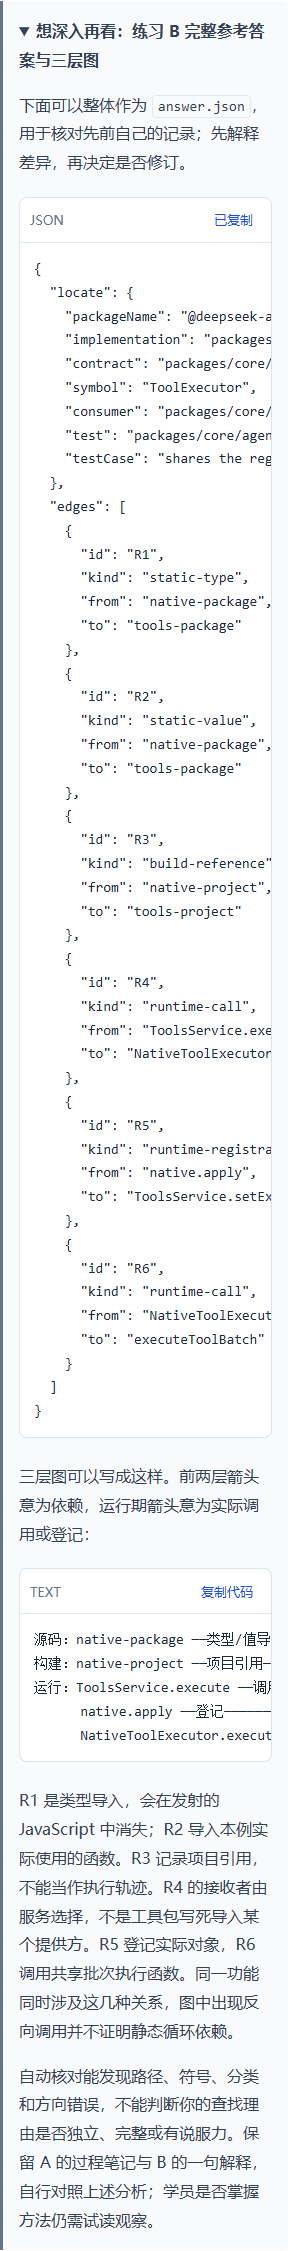 ▼ 想深入再看：练习 B 完整参考答
案与三层图
下面可以整体作为 answer.json，
用于核对先前自己的记录；先解释
差异，再决定是否修订。
JSON 已复制
{
  "locate": {
    "packageName": "@deepseek-a
    "implementation": "packages
    "contract": "packages/core/
    "symbol": "ToolExecutor",
    "consumer": "packages/core/
    "test": "packages/core/agen
    "testCase": "shares the reg
  },
  "edges": [
    {
      "id": "R1",
      "kind": "static-type",
      "from": "native-package",
      "to": "tools-package"
    },
    {
      "id": "R2",
      "kind": "static-value",
      "from": "native-package",
      "to": "tools-package"
    },
    {
      "id": "R3",
      "kind": "build-reference"
      "from": "native-project",
      "to": "tools-project"
    },
    {
      "id": "R4",
      "kind": "runtime-call",
      "from": "ToolsService.exe
      "to": "NativeToolExecutor
    },
    {
      "id": "R5",
      "kind": "runtime-registra
      "from": "native.apply",
      "to": "ToolsService.setEx
    },
    {
      "id": "R6",
      "kind": "runtime-call",
      "from": "NativeToolExecut
      "to": "executeToolBatch"
    }
  ]
}
三层图可以写成这样。前两层箭头
意为依赖，运行期箭头意为实际调
用或登记：
TEXT 复制代码
源码：native-package ──类型/值导
构建：native-project ──项目引用─
运行：ToolsService.execute ──调用
      native.apply ──登记──────
      NativeToolExecutor.execut
R1 是类型导入，会在发射的
JavaScript 中消失；R2 导入本例实
际使用的函数。R3 记录项目引用，
不能当作执行轨迹。R4 的接收者由
服务选择，不是工具包写死导入某
个提供方。R5 登记实际对象，R6
调用共享批次执行函数。同一功能
同时涉及这几种关系，图中出现反
向调用并不证明静态循环依赖。
自动核对能发现路径、符号、分类
和方向错误，不能判断你的查找理
由是否独立、完整或有说服力。保
留 A 的过程笔记与 B 的一句解释，
自行对照上述分析；学员是否掌握
方法仍需试读观察。